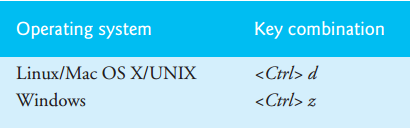 Operating system Key combination
Linux/Mac OS X/UNIX <Ctrl> d
Windows <Ctrl> z